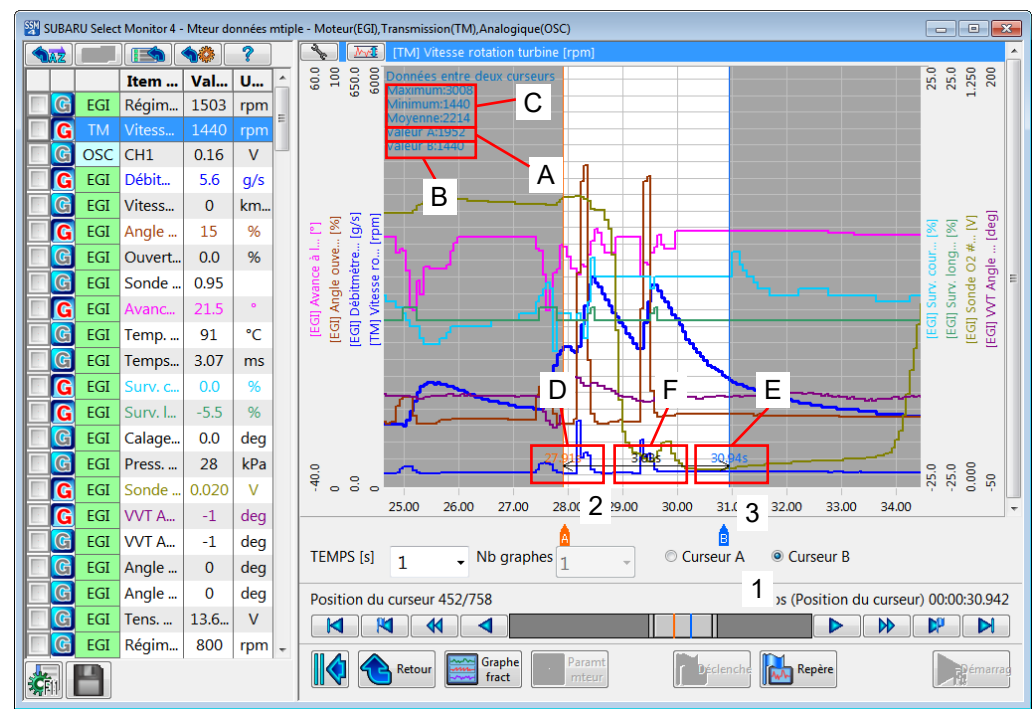 SUBARU Select Monitor 4 - Mteur données mtiple - Moteur(EGI),Transmission(TM),Analogique(OSC)
AZ ?
Item ... Val... U...
G EGI Régim... 1503 rpm
G TM Vitess... 1440 rpm
G OSC CH1 0.16 V
G EGI Débit... 5.6 g/s
G EGI Vitess... 0 km...
G EGI Angle ... 15 %
G EGI Ouvert... 0.0 %
G EGI Sonde ... 0.95
G EGI Avanc... 21.5 °
G EGI Temp. ... 91 °C
G EGI Temps... 3.07 ms
G EGI Surv. c... 0.0 %
G EGI Surv. l... -5.5 %
G EGI Calage... 0.0 deg
G EGI Press. ... 28 kPa
G EGI Sonde ... 0.020 V
G EGI VVT A... -1 deg
G EGI VVT A... -1 deg
G EGI Angle ... 0 deg
G EGI Angle ... 0 deg
G EGI Tens. ... 13.6... V
G EGI Régim... 800 rpm
F11
[TM] Vitesse rotation turbine [rpm]
60.0 100 650.0 6000
Données entre deux curseurs
Maximum:3008
Minimum:1440
Moyenne:2214
Valeur A:1952
Valeur B:1440
C
A
B
25.0 25.0 1.250 200
[EGI] Avance à l... [°]
[EGI] Angle ouve... [%]
[EGI] Débitmètre... [g/s]
[TM] Vitesse ro... [rpm]
[EGI] Surv. cour... [%]
[EGI] Surv. long... [%]
[EGI] Sonde O2 #... [V]
[EGI] VVT Angle ... [deg]
D F E
27.91s 30.94s
-40.0 0 0.0 0
-25.0 -25.0 0.000 -50
25.00 26.00 27.00 28.00 29.00 30.00 31.0 32.00 33.00 34.00
2 3
A B
TEMPS [s] 1 Nb graphes 1 Curseur A Curseur B
1
Position du curseur 452/758 ps (Position du curseur) 00:00:30.942
Retour
Graphe fract
Paramt mteur
Déclenche
Repère
Démarrag